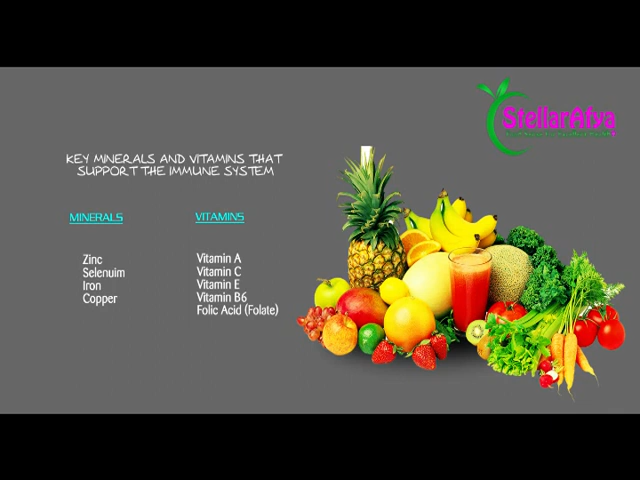 StellarAfya
KEY MINERALS AND VITAMINS THAT
SUPPORT THE IMMUNE SYSTEM
MINERALS
VITAMINS
Zinc
Selenuim
Iron
Copper
Vitamin A
Vitamin C
Vitamin E
Vitamin B6
Folic Acid (Folate)